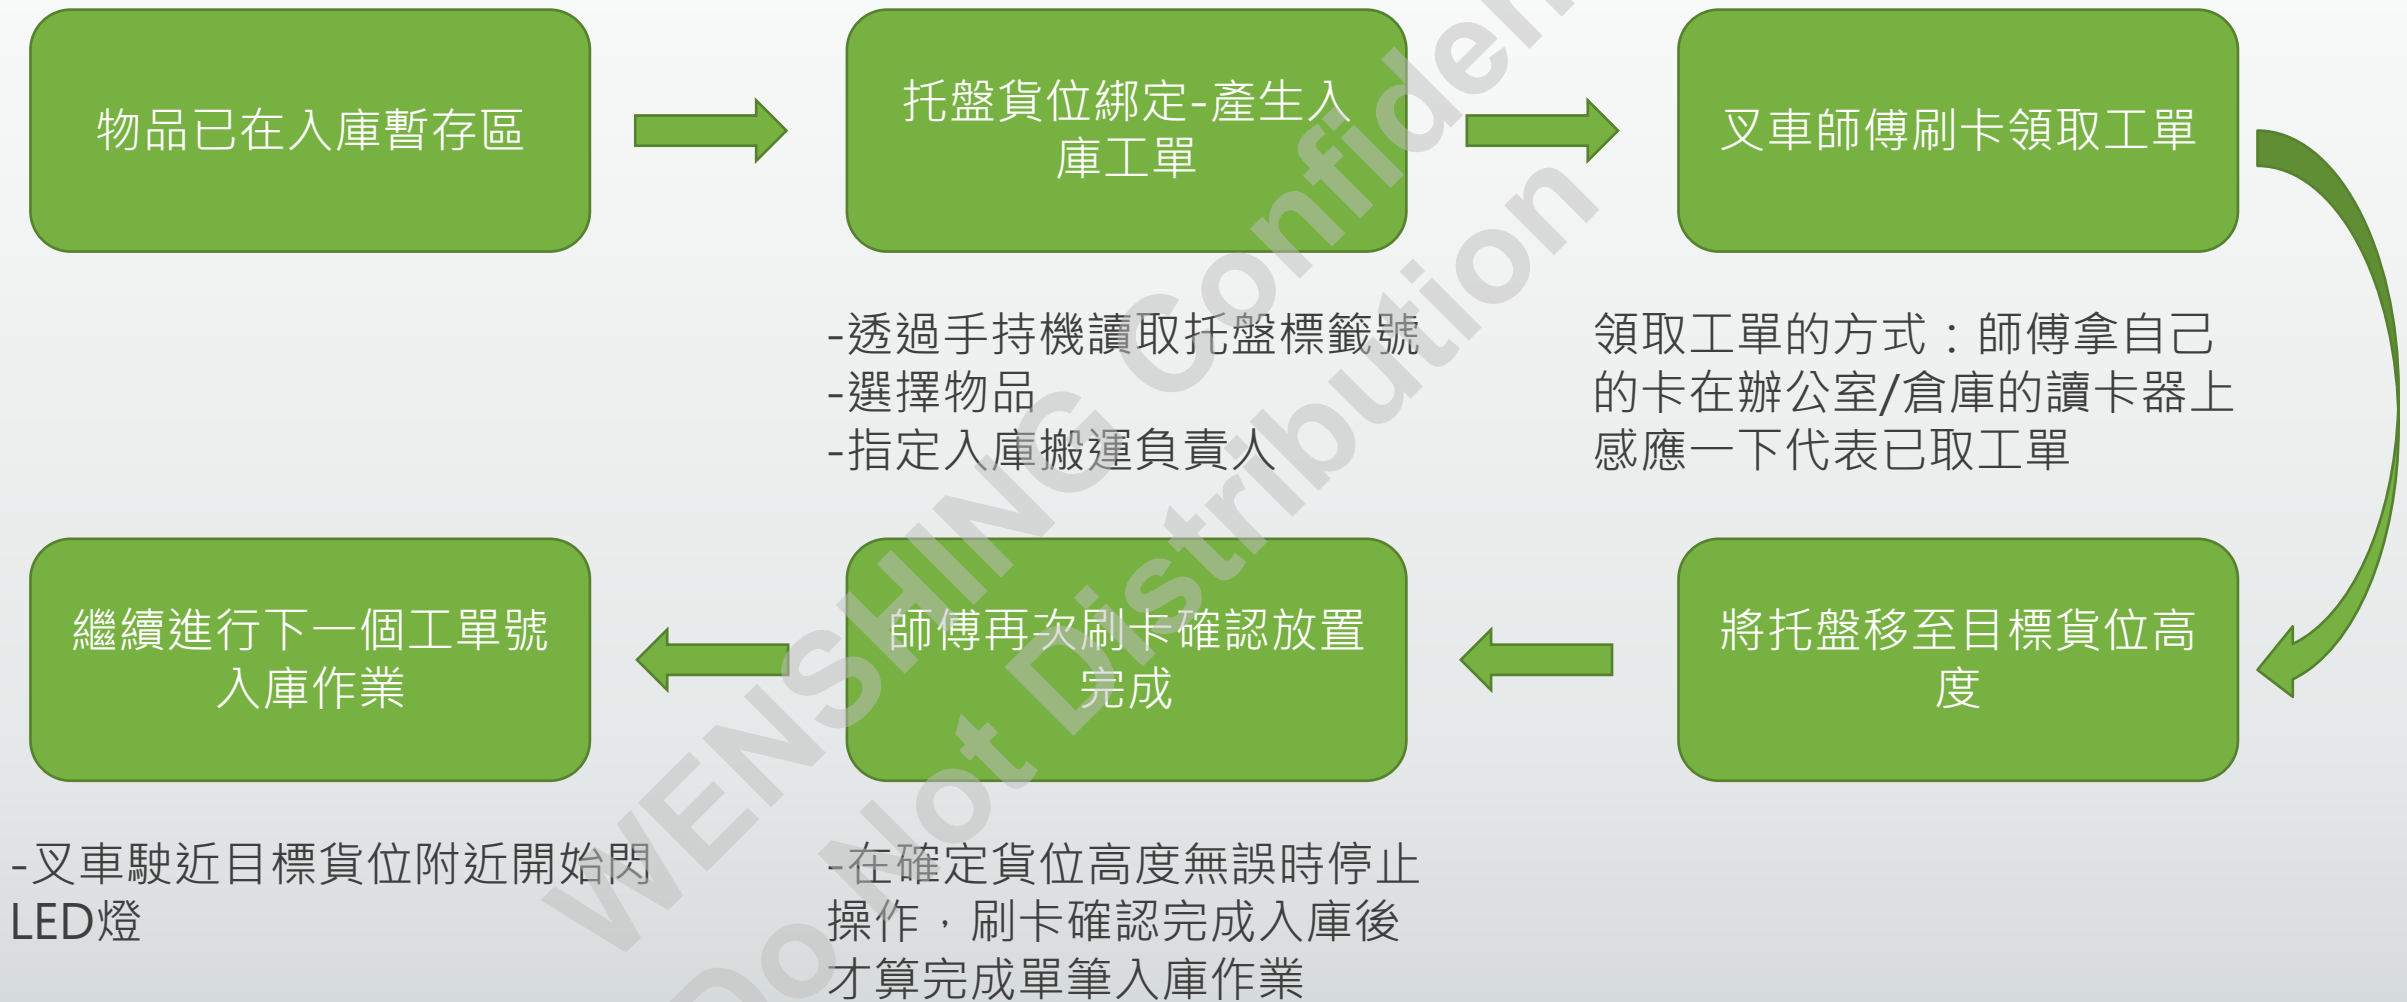 物品已在入庫暫存區
托盤貨位綁定-產生入
庫工單
叉車師傅刷卡領取工單
-透過手持機讀取托盤標籤號
-選擇物品
-指定入庫搬運負責人
領取工單的方式：師傅拿自己
的卡在辦公室/倉庫的讀卡器上
感應一下代表已取工單
將托盤移至目標貨位高
度
師傅再次刷卡確認放置
完成
繼續進行下一個工單號
入庫作業
-在確定貨位高度無誤時停止
操作，刷卡確認完成入庫後
才算完成單筆入庫作業
-叉車駛近目標貨位附近開始閃
LED燈
WENSHING Confiden
Do Not Distribution